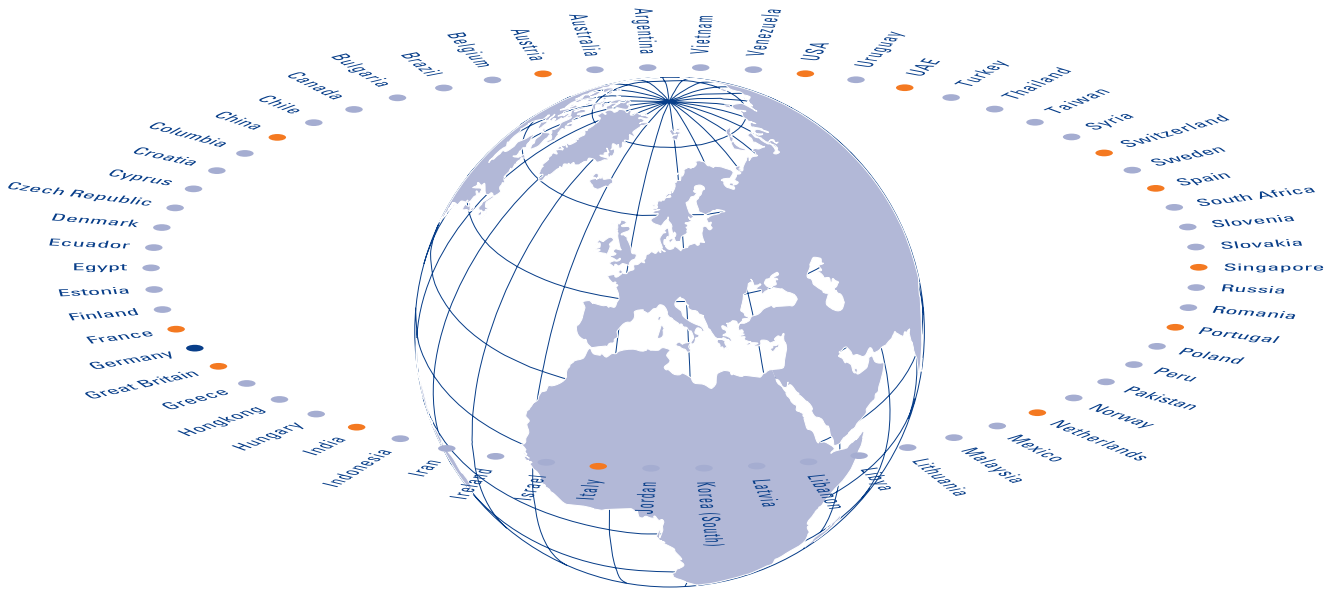 Argentina
Australia
Austria
Belgium
Brazil
Bulgaria
Canada
Chile
China
Columbia
Croatia
Cyprus
Czech Republic
Denmark
Ecuador
Egypt
Estonia
Finland
France
Germany
Great Britain
Greece
Hongkong
Hungary
India
Indonesia
Iran
Ireland
Israel
Italy
Jordan
Korea (South)
Latvia
Libanon
Libya
Lithuania
Malaysia
Mexico
Netherlands
Norway
Pakistan
Peru
Poland
Portugal
Romania
Russia
Singapore
Slovakia
Slovenia
South Africa
Spain
Sweden
Switzerland
Syria
Taiwan
Thailand
Turkey
UAE
Uruguay
USA
Venezuela
Vietnam